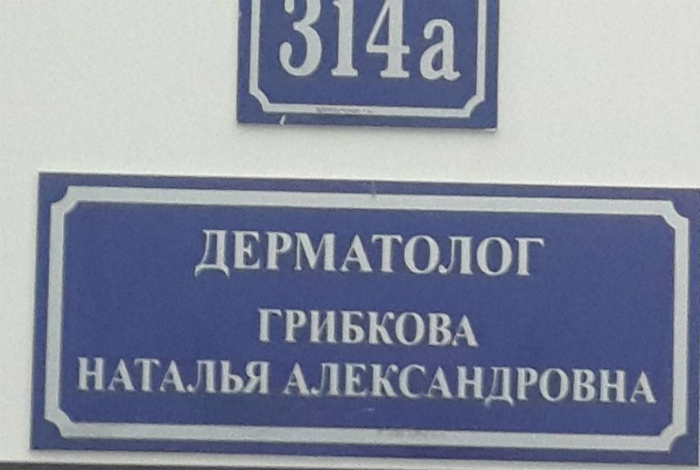 314а
ДЕРМАТОЛОГ
ГРИБКОВА
НАТАЛЬЯ АЛЕКСАНДРОВНА